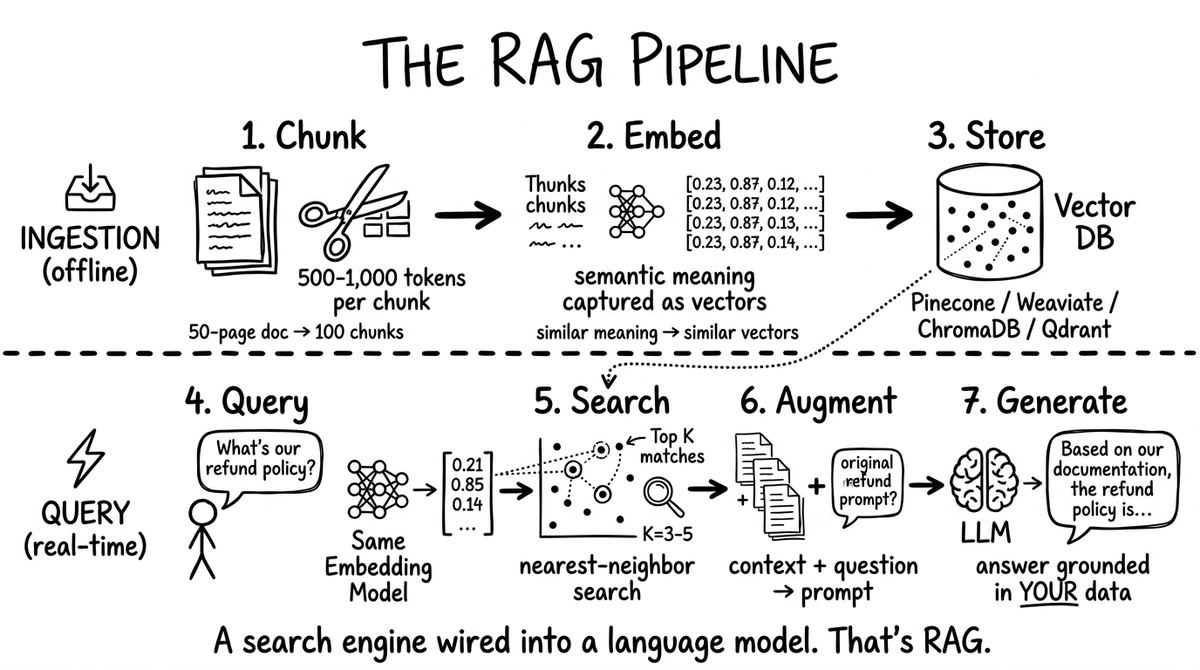 THE RAG PIPELINE
1. Chunk
2. Embed
3. Store
INGESTION
(offline)
500-1,000 tokens
per chunk
50-page doc → 100 chunks
Thunks
chunks
...
[0.23, 0.87, 0.12, ...]
[0.23, 0.87, 0.12, ...]
[0.23, 0.87, 0.13, ...]
[0.23, 0.87, 0.14, ...]
semantic meaning
captured as vectors
similar meaning → similar vectors
Vector
DB
Pinecone / Weaviate /
ChromaDB / Qdrant
4. Query
5. Search
6. Augment
7. Generate
QUERY
(real-time)
What's our
refund policy?
Same
Embedding
Model
0.21
0.85
0.14
...
Top K
matches
K=3-5
nearest-neighbor
search
+
+
original
refund
prompt?
context + question
→ prompt
LLM
Based on our
documentation,
the refund
policy is...
answer grounded
in YOUR data
A search engine wired into a language model. That's RAG.